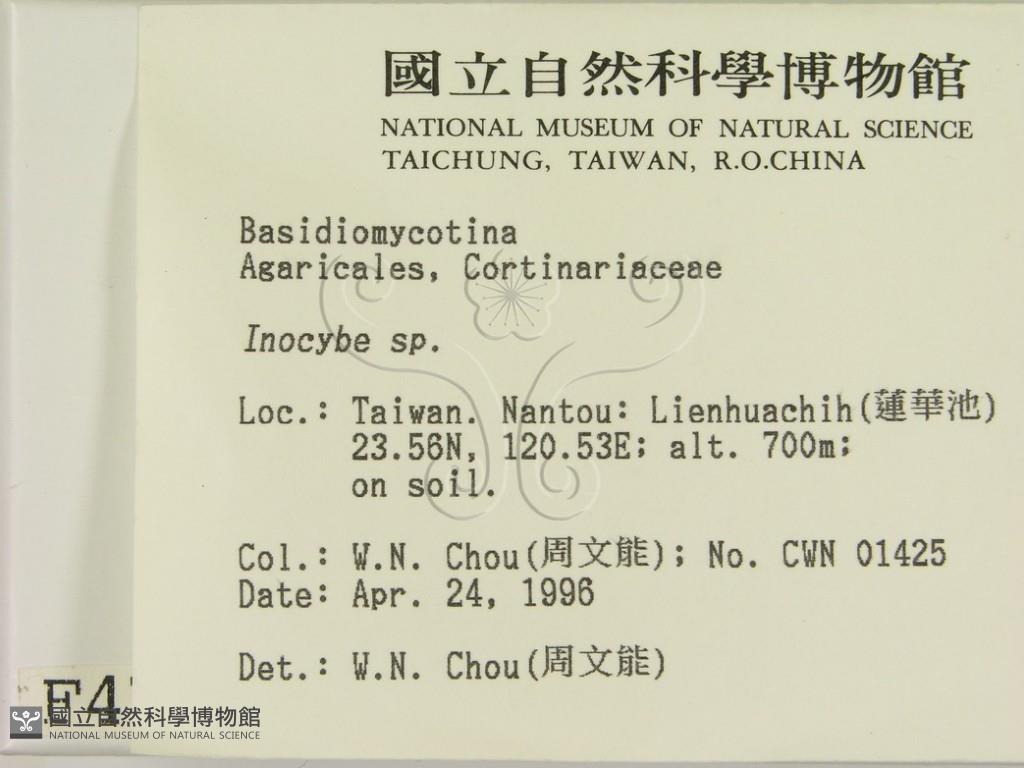 國立自然科學博物館
NATIONAL MUSEUM OF NATURAL SCIENCE
TAICHUNG, TAIWAN, R.O.CHINA
Basidiomycotina
Agaricales, Cortinariaceae
Inocybe sp.
Loc.: Taiwan. Nantou: Lienhuachih(蓮華池)
23.56N, 120.53E; alt. 700m;
on soil.
Col.: W.N. Chou(周文能); No. CWN 01425
Date: Apr. 24, 1996
Det.: W.N. Chou(周文能)
國立自然科學博物館
NATIONAL MUSEUM OF NATURAL SCIENCE